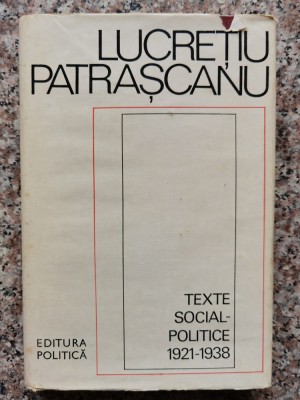 LUCREȚIU
PATRAȘCANU
TEXTE
SOCIAL-
POLITICE
1921-1938
EDITURA
POLITICĂ